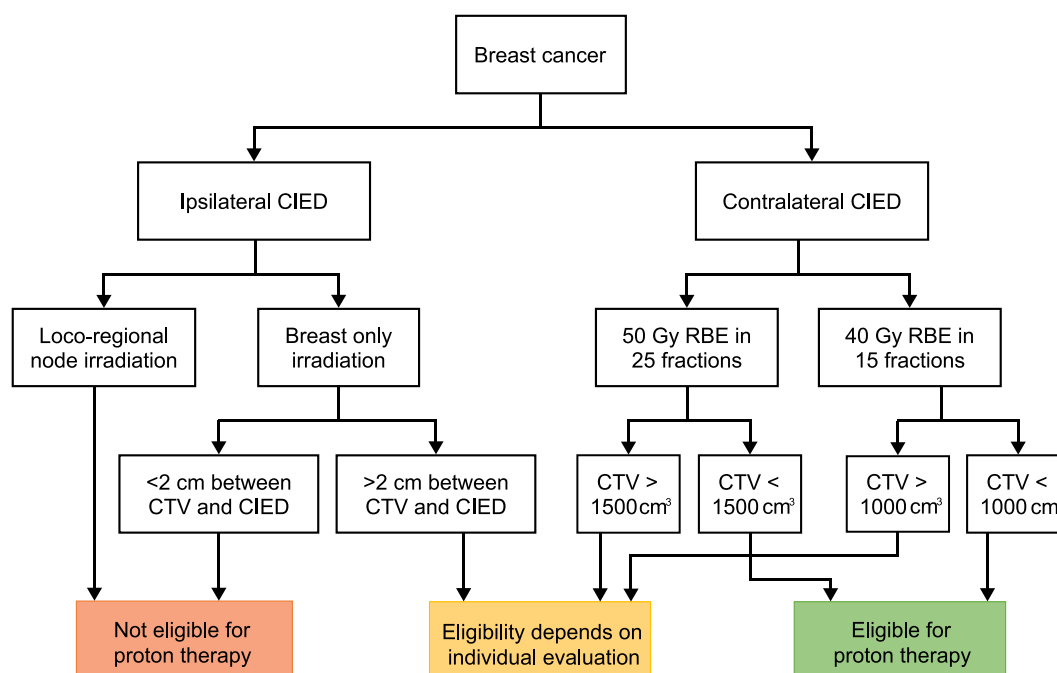 Breast cancer
Ipsilateral CIED
Contralateral CIED
Loco-regional
node irradiation
Breast only
irradiation
50 Gy RBE in
25 fractions
40 Gy RBE in
15 fractions
<2 cm between
CTV and CIED
>2 cm between
CTV and CIED
CTV >
1500 cm³
CTV <
1500 cm³
CTV >
1000 cm³
CTV <
1000 cm³
Not eligible for
proton therapy
Eligibility depends on
individual evaluation
Eligible for
proton therapy